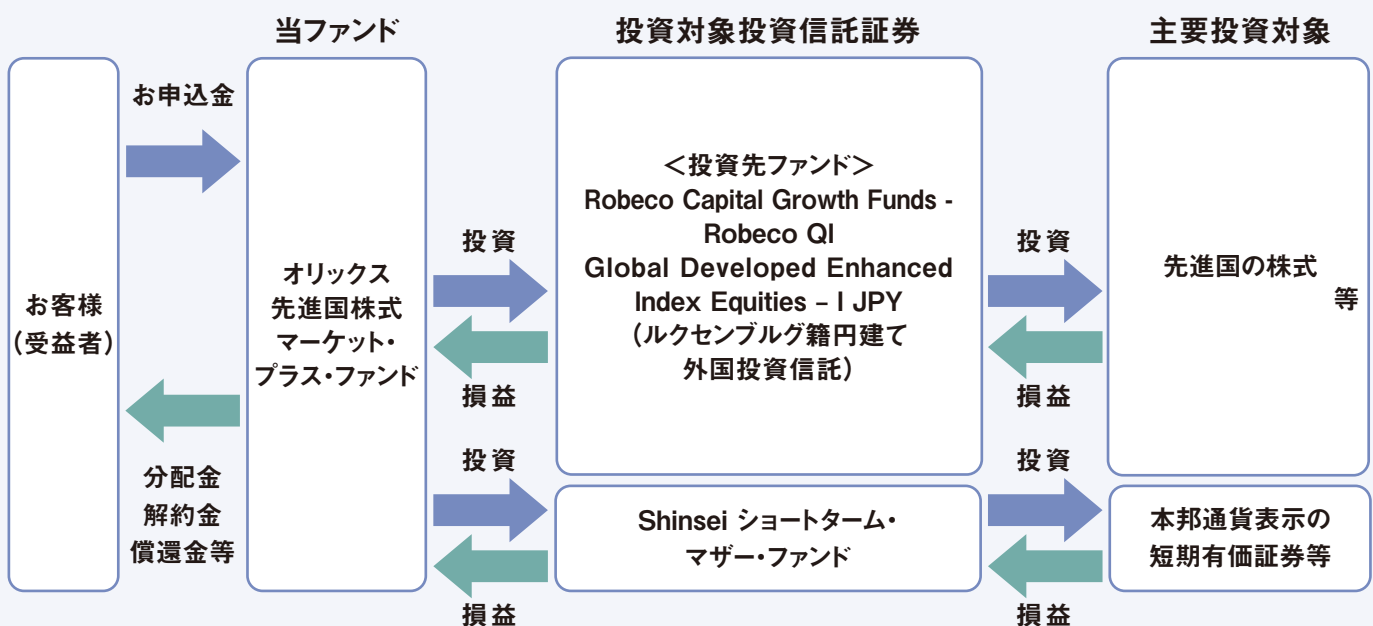 当ファンド
投資対象投資信託証券
主要投資対象
お客様
（受益者）
お申込金
分配金
解約金
償還金等
オリックス
先進国株式
マーケット・
プラス・ファンド
投資
損益
投資
損益
＜投資先ファンド＞
Robeco Capital Growth Funds -
Robeco QI
Global Developed Enhanced
Index Equities – I JPY
（ルクセンブルグ籍円建て
外国投資信託）
Shinsei ショートターム・
マザー・ファンド
投資
損益
投資
損益
先進国の株式
等
本邦通貨表示の
短期有価証券等